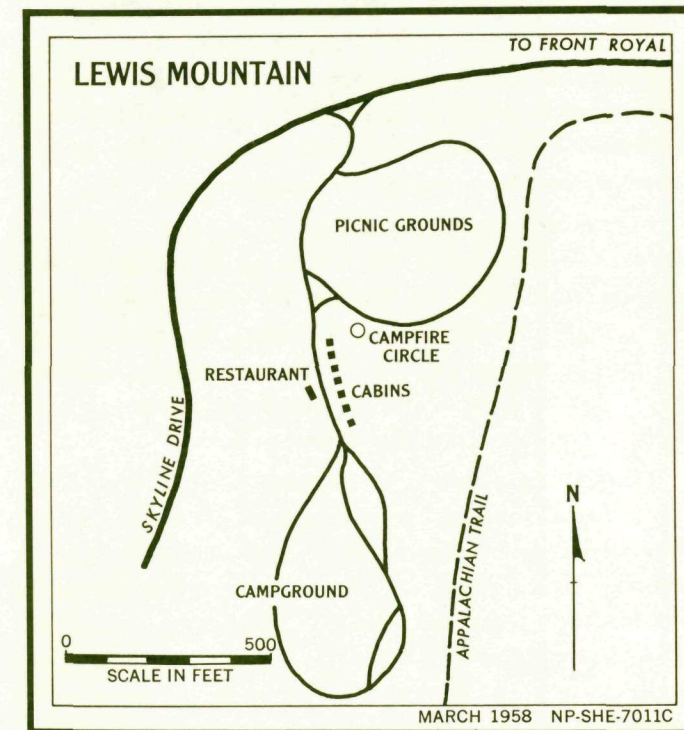 TO FRONT ROYAL
LEWIS MOUNTAIN
PICNIC GROUNDS
CAMPFIRE
CIRCLE
RESTAURANT
CABINS
SKYLINE DRIVE
N
APPALACHIAN TRAIL
CAMPGROUND
0 500
SCALE IN FEET
MARCH 1958 NP-SHE-7011C